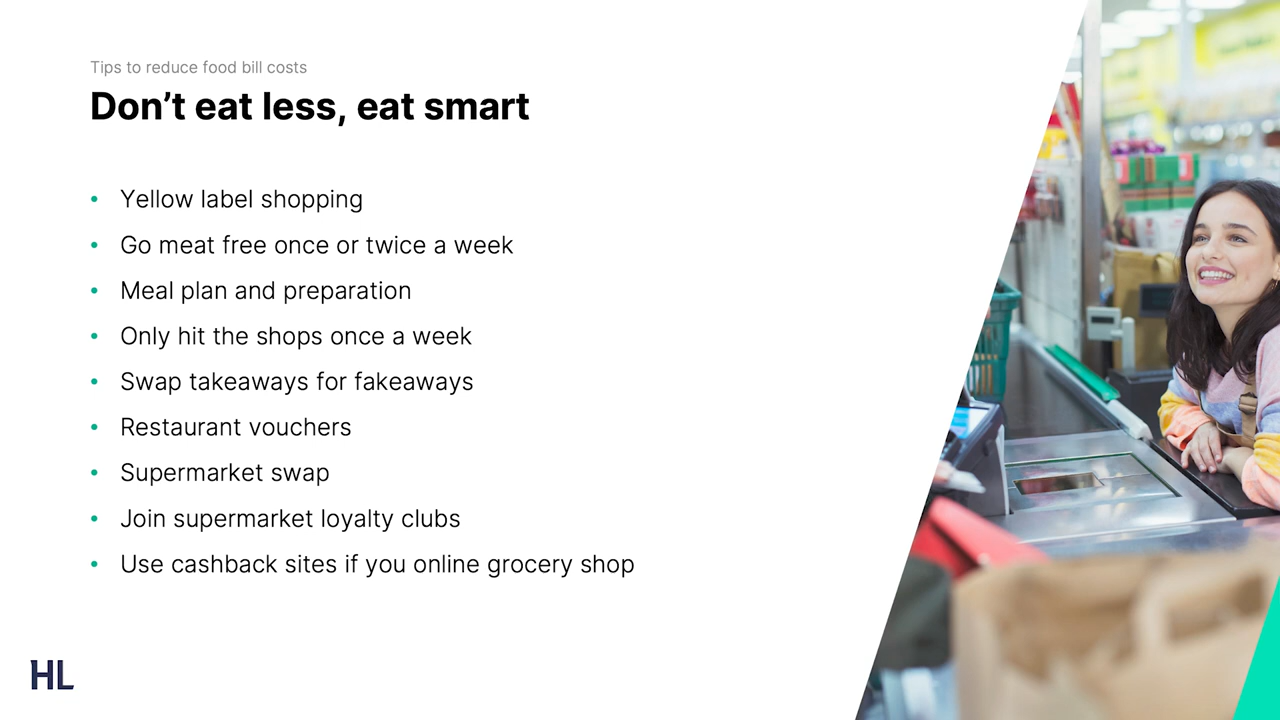 Tips to reduce food bill costs
Don’t eat less, eat smart
• Yellow label shopping
• Go meat free once or twice a week
• Meal plan and preparation
• Only hit the shops once a week
• Swap takeaways for fakeaways
• Restaurant vouchers
• Supermarket swap
• Join supermarket loyalty clubs
• Use cashback sites if you online grocery shop
HL